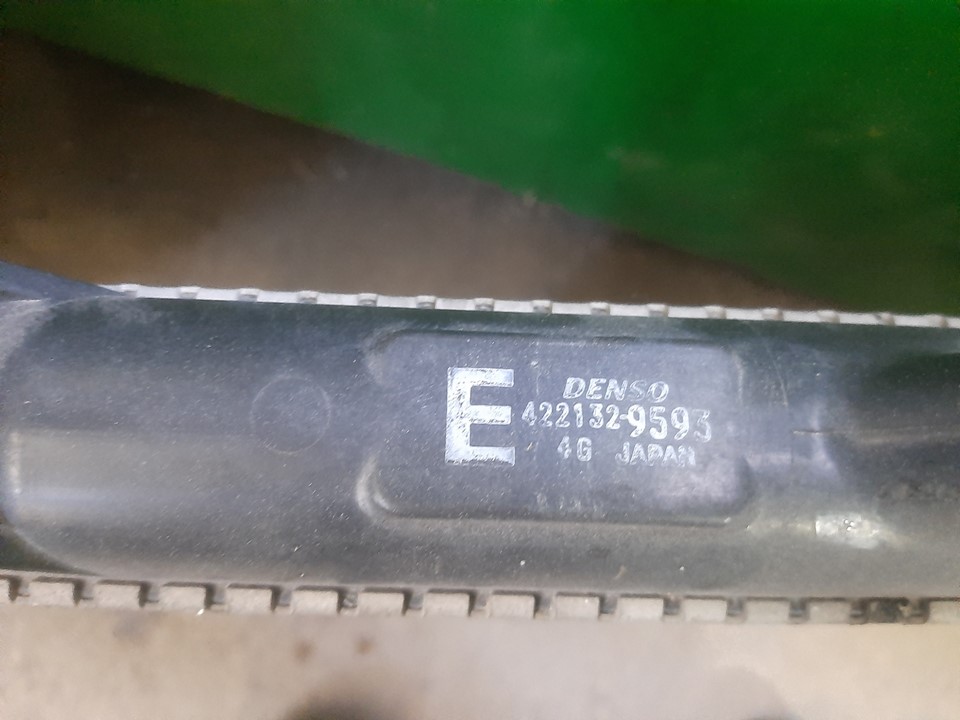 E
DENSO
422132-9593
4G JAPAN